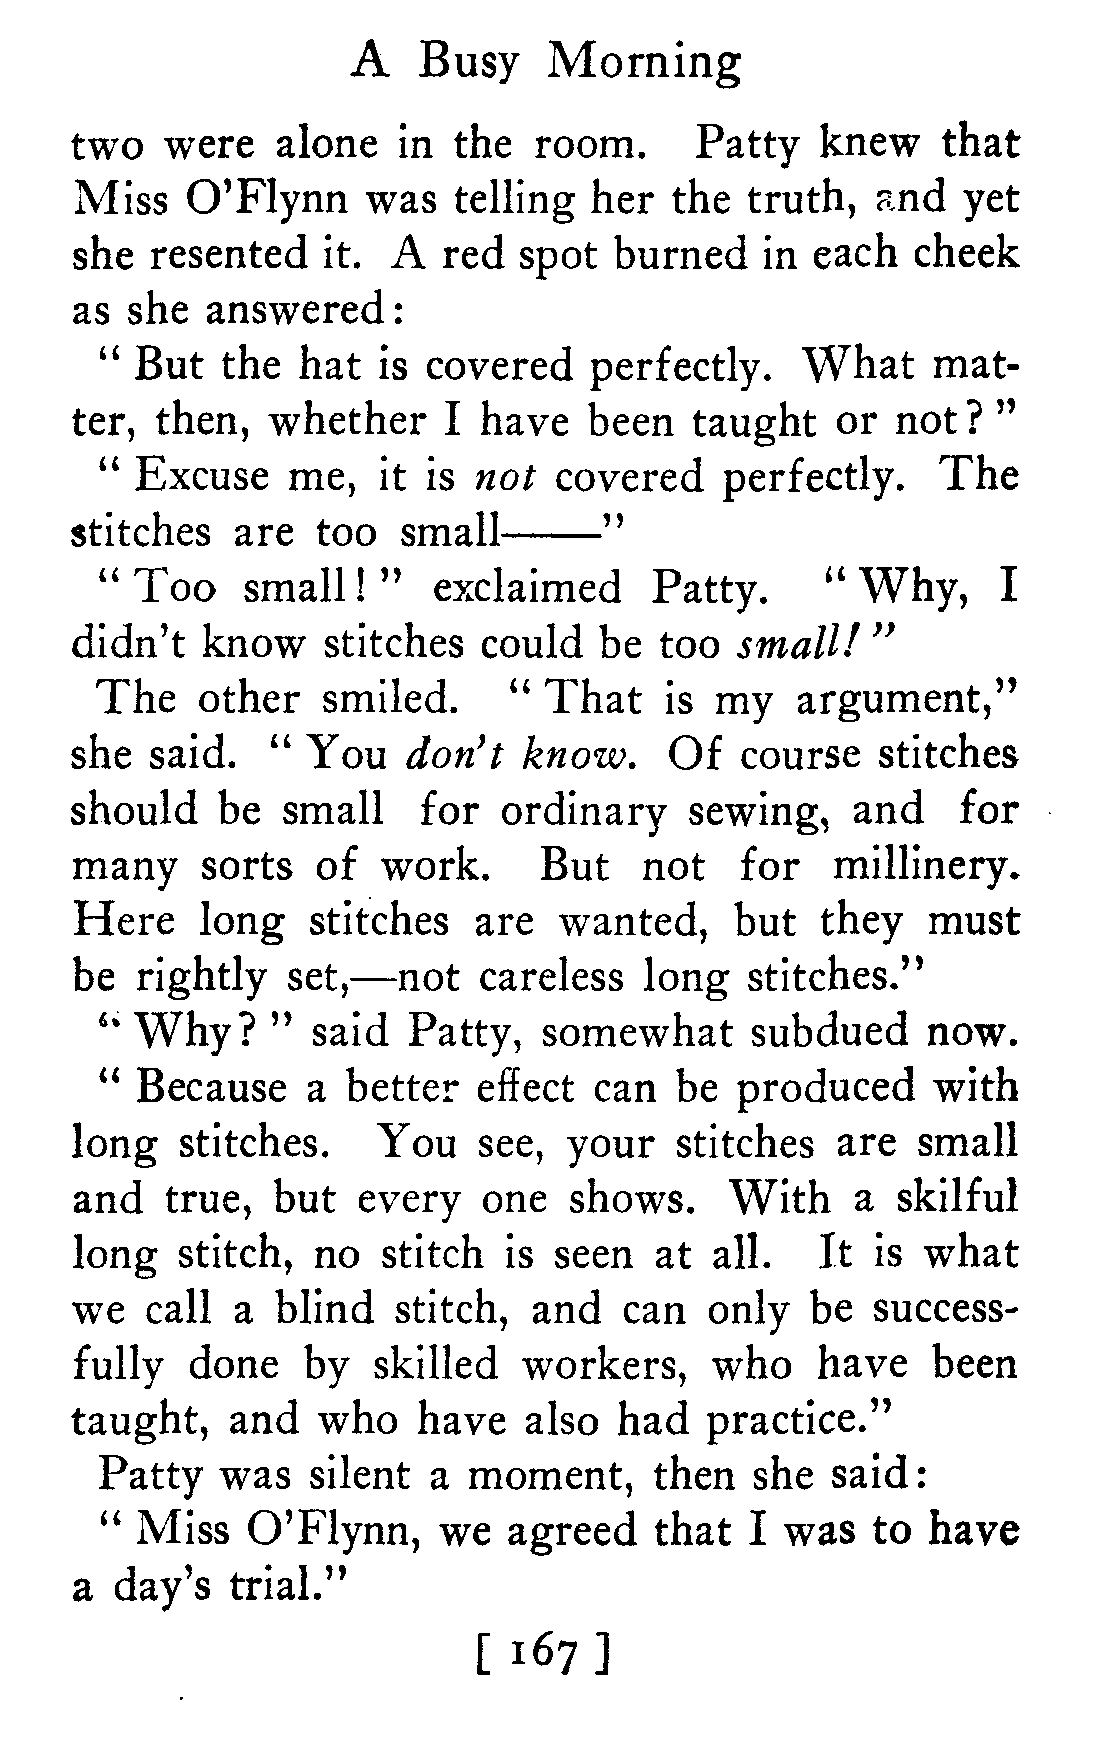 A Busy Morning
two were alone in the room. Patty knew that
Miss O'Flynn was telling her the truth, and yet
she resented it. A red spot burned in each cheek
as she answered:
" But the hat is covered perfectly. What mat-
ter, then, whether I have been taught or not? "
" Excuse me, it is not covered perfectly. The
stitches are too small——"
" Too small! " exclaimed Patty. " Why, I
didn't know stitches could be too small! "
The other smiled. " That is my argument,"
she said. " You don't know. Of course stitches
should be small for ordinary sewing, and for
many sorts of work. But not for millinery.
Here long stitches are wanted, but they must
be rightly set,—not careless long stitches."
" Why? " said Patty, somewhat subdued now.
" Because a better effect can be produced with
long stitches. You see, your stitches are small
and true, but every one shows. With a skilful
long stitch, no stitch is seen at all. It is what
we call a blind stitch, and can only be success-
fully done by skilled workers, who have been
taught, and who have also had practice."
Patty was silent a moment, then she said:
" Miss O'Flynn, we agreed that I was to have
a day's trial."
[ 167 ]